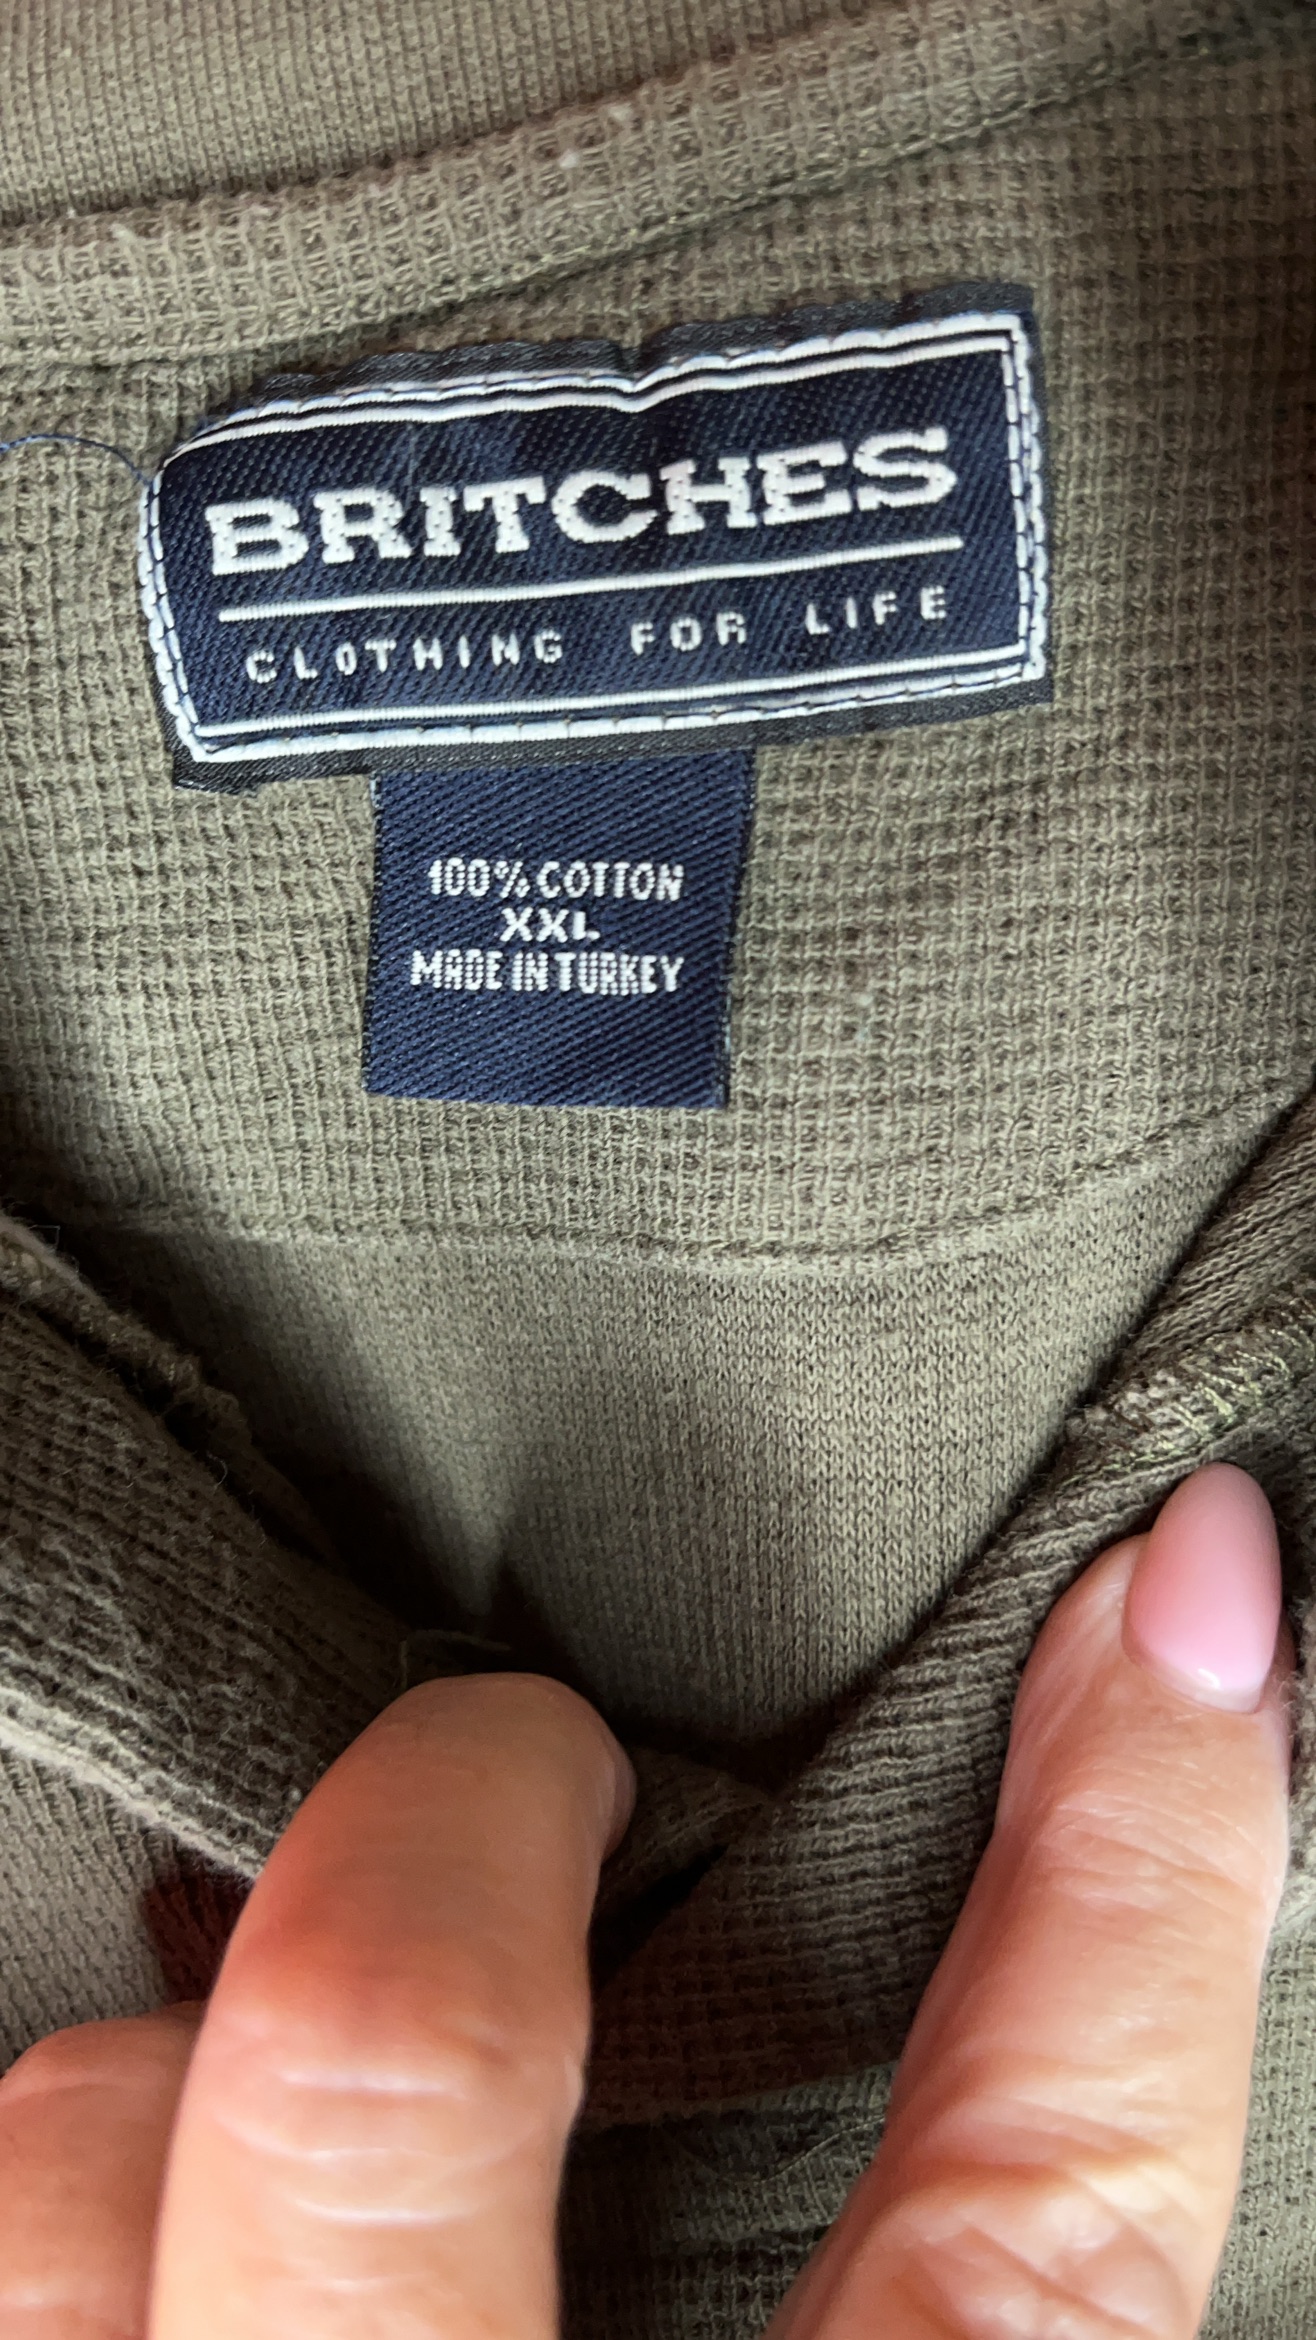 BRITCHES
CLOTHING FOR LIFE
100% COTTON
XXL
MADE IN TURKEY